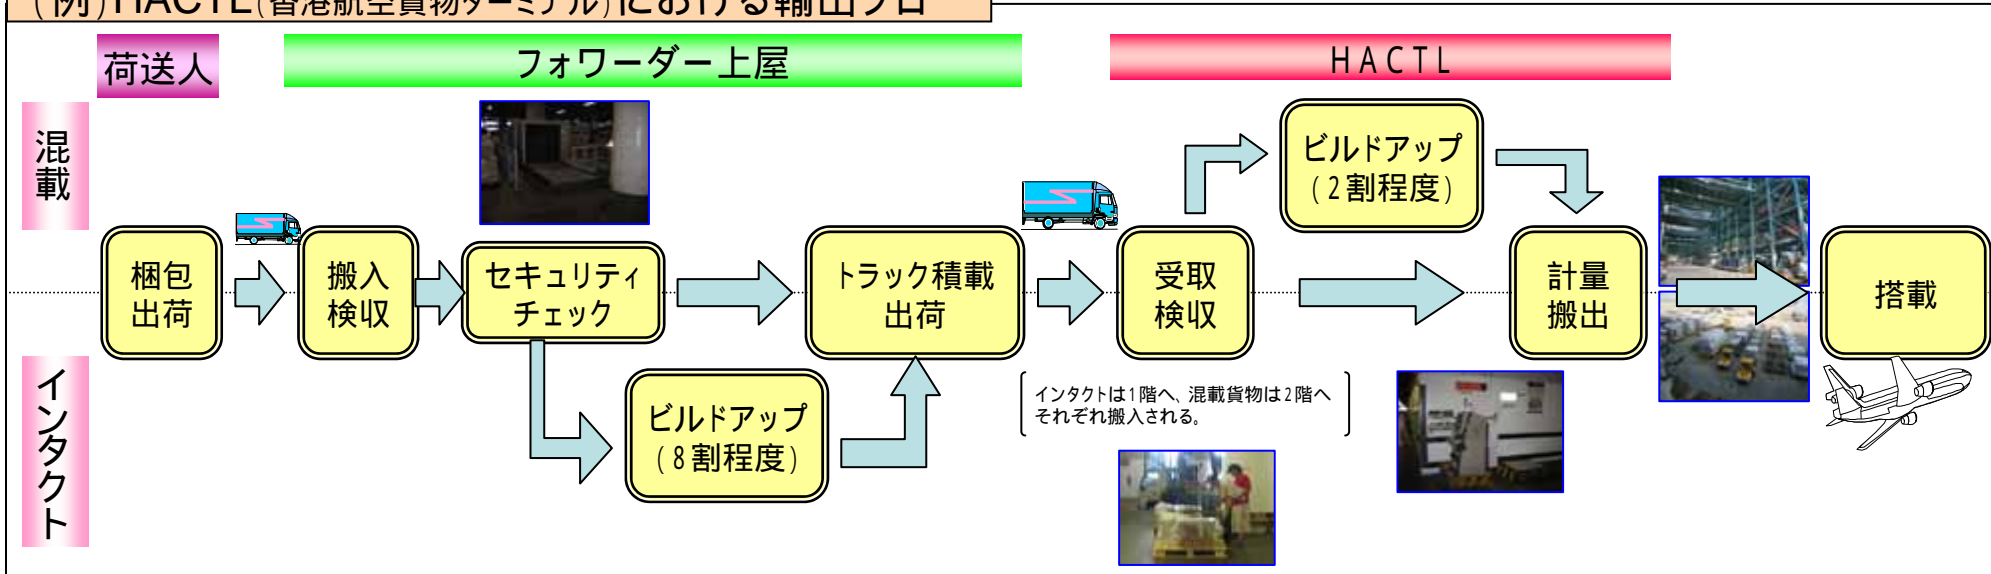 (例)HACTL(香港航空貨物ターミナル)における輸出フロー
荷送人
フォワーダー上屋
HACTL
混載
インタクト
梱包
出荷
搬入
検収
セキュリティ
チェック
ビルドアップ
(8割程度)
トラック積載
出荷
受取
検収
ビルドアップ
(2割程度)
計量
搬出
搭載
インタクトは1階へ、混載貨物は2階へ
それぞれ搬入される。